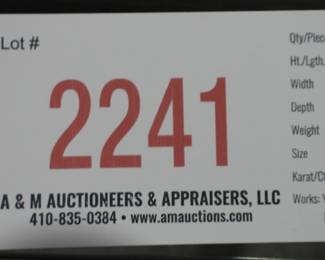 Lot #
2241
A & M AUCTIONEERS & APPRAISERS, LLC
410-835-0384 • www.amauctions.com
Qty/Piec
Ht./Lgth.
Width
Depth
Weight
Size
Karat/Ct
Works: Y